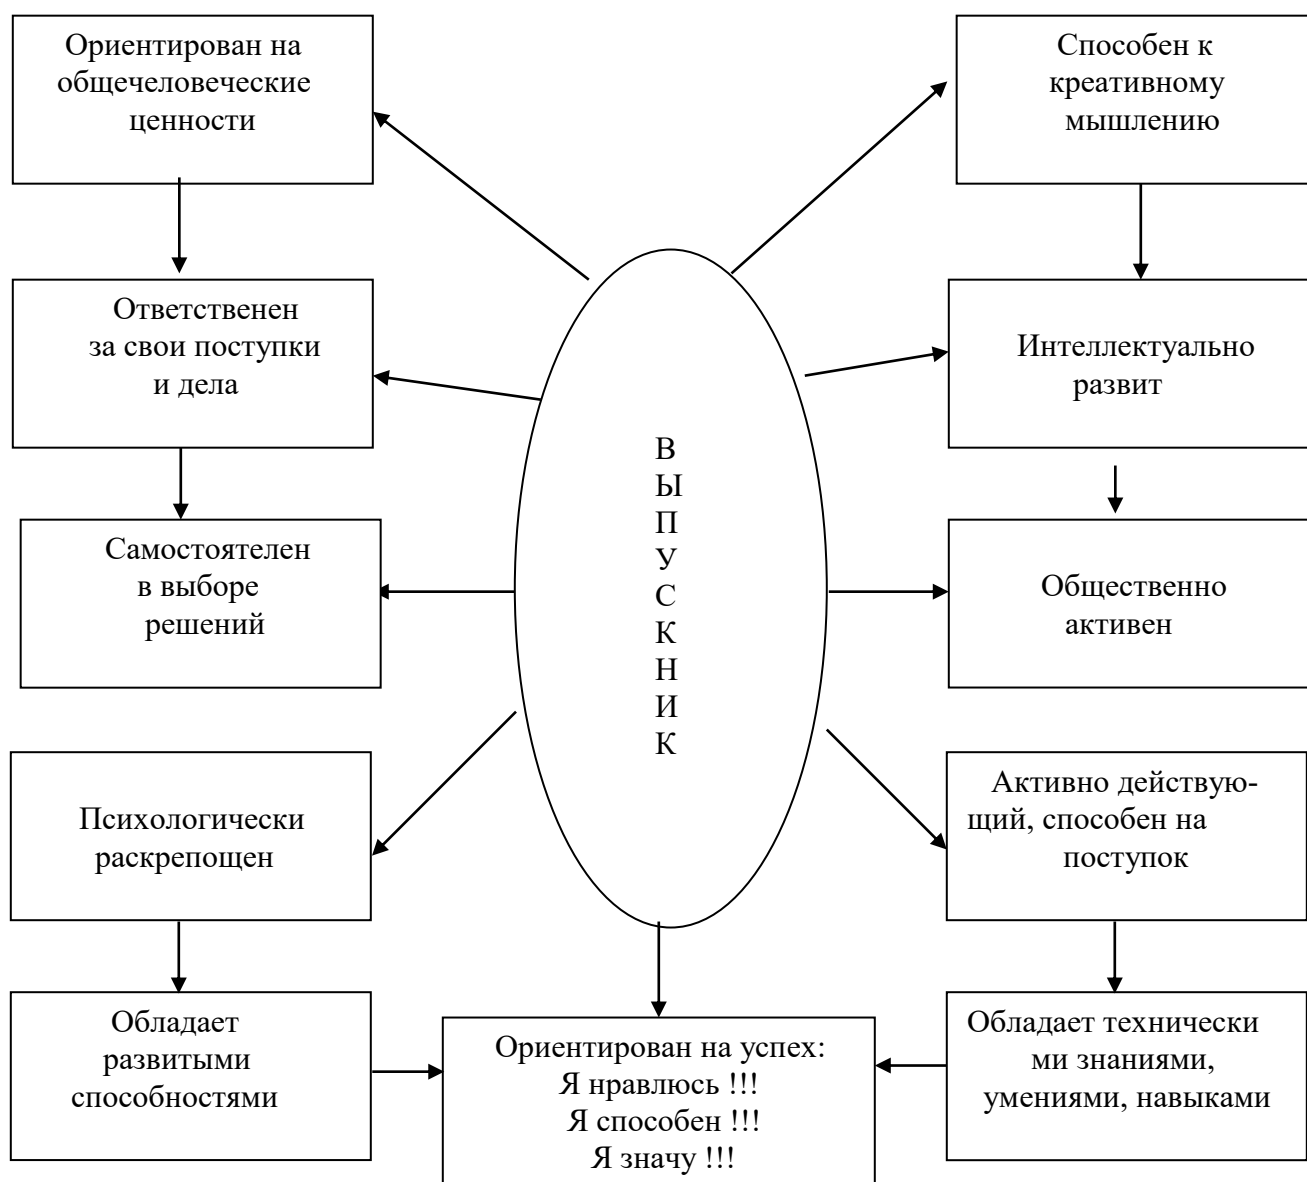 Ориентирован на
общечеловеческие
ценности
Способен к
креативному
мышлению
Ответственен
за свои поступки
и дела
Интеллектуально
развит
В
Ы
П
У
С
К
Н
И
К
Самостоятелен
в выборе
решений
Общественно
активен
Психологически
раскрепощен
Активно действую-
щий, способен на
поступок
Обладает
развитыми
способностями
Ориентирован на успех:
Я нравлюсь !!!
Я способен !!!
Я значу !!!
Обладает технически
ми знаниями,
умениями, навыками